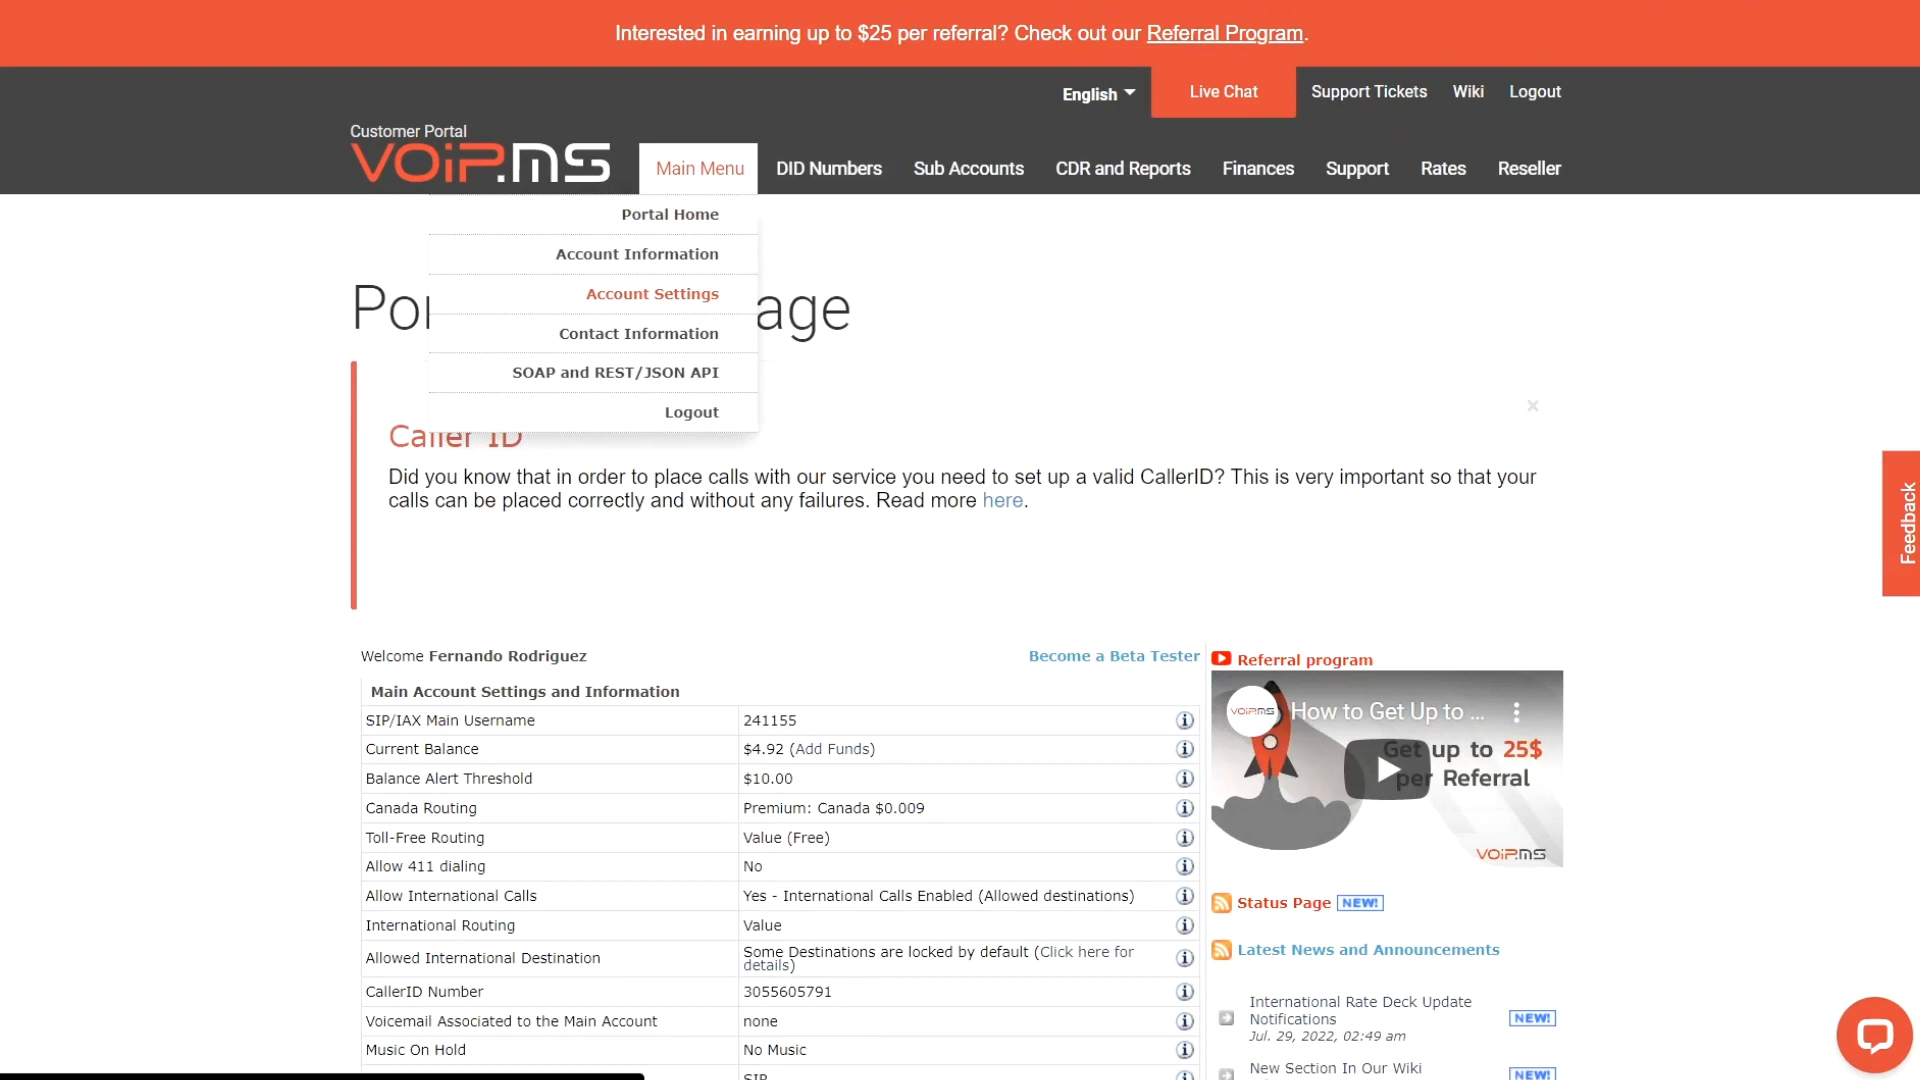 Interested in earning up to $25 per referral? Check out our Referral Program.
English
Live Chat
Support Tickets
Wiki
Logout
Customer Portal
VOiP.MS
Main Menu
DID Numbers
Sub Accounts
CDR and Reports
Finances
Support
Rates
Reseller
Portal Home
Account Information
Account Settings
Contact Information
SOAP and REST/JSON API
Logout
Por
age
Caller ID
Did you know that in order to place calls with our service you need to set up a valid CallerID? This is very important so that your
calls can be placed correctly and without any failures. Read more here.
Feedback
Welcome Fernando Rodriguez
Become a Beta Tester
Main Account Settings and Information
SIP/IAX Main Username 241155
Current Balance $4.92 (Add Funds)
Balance Alert Threshold $10.00
Canada Routing Premium: Canada $0.009
Toll-Free Routing Value (Free)
Allow 411 dialing No
Allow International Calls Yes - International Calls Enabled (Allowed destinations)
International Routing Value
Allowed International Destination Some Destinations are locked by default (Click here for
details)
CallerID Number 3055605791
Voicemail Associated to the Main Account none
Music On Hold No Music
SIP
Referral program
VOiP.MS
How to Get Up to ...
Get up to 25$
per Referral
VOiP.MS
Status Page NEW!
Latest News and Announcements
International Rate Deck Update
Notifications NEW!
Jul. 29, 2022, 02:49 am
New Section In Our Wiki NEW!